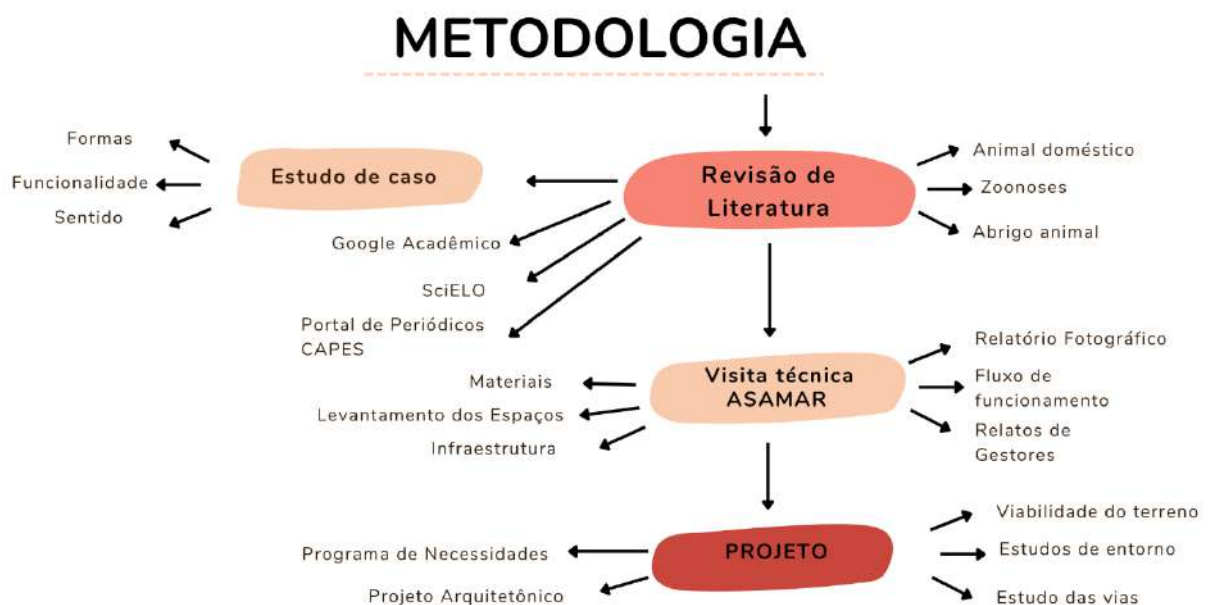 METODOLOGIA
Formas
Funcionalidade
Sentido
Estudo de caso
Revisão de
Literatura
Animal doméstico
Zoonoses
Abrigo animal
Google Acadêmico
SciELO
Portal de Periódicos
CAPES
Materiais
Levantamento dos Espaços
Infraestrutura
Visita técnica
ASAMAR
Relatório Fotográfico
Fluxo de
funcionamento
Relatos de
Gestores
Programa de Necessidades
Projeto Arquitetônico
PROJETO
Viabilidade do terreno
Estudos de entorno
Estudo das vias